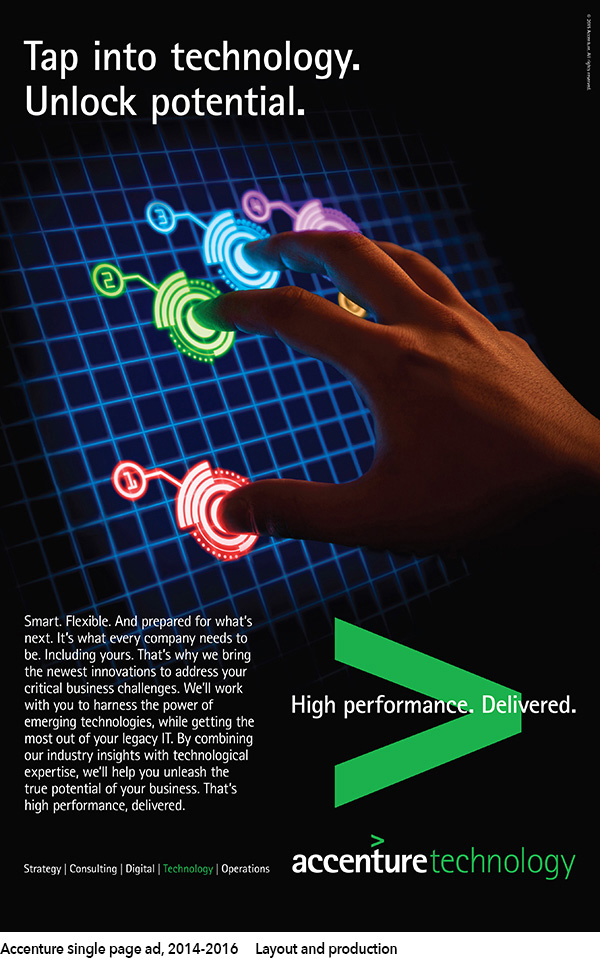 © 2015 Accenture. All rights reserved.
Tap into technology.
Unlock potential.
4
3
2
1
Smart. Flexible. And prepared for what's
next. It's what every company needs to
be. Including yours. That's why we bring
the newest innovations to address your
critical business challenges. We'll work
with you to harness the power of
emerging technologies, while getting the
most out of your legacy IT. By combining
our industry insights with technological
expertise, we'll help you unleash the
true potential of your business. That's
high performance, delivered.
High performance. Delivered.
Strategy | Consulting | Digital | Technology | Operations
accenturetechnology
Accenture single page ad, 2014-2016 Layout and production